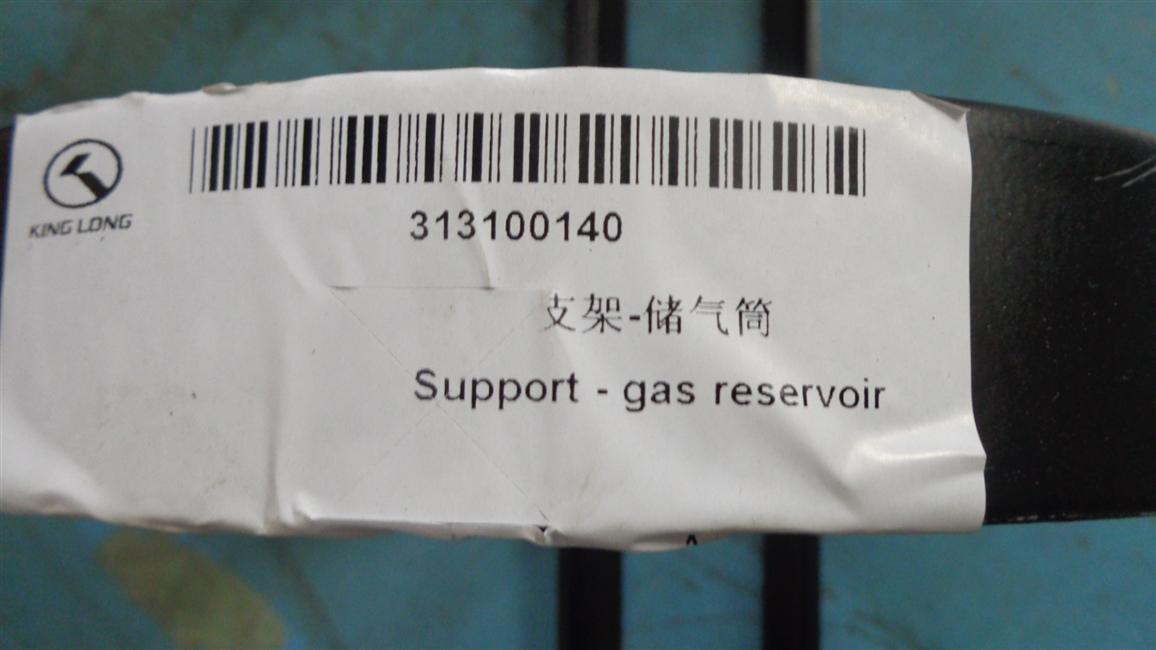 KING LONG
313100140
支架-储气筒
Support - gas reservoir